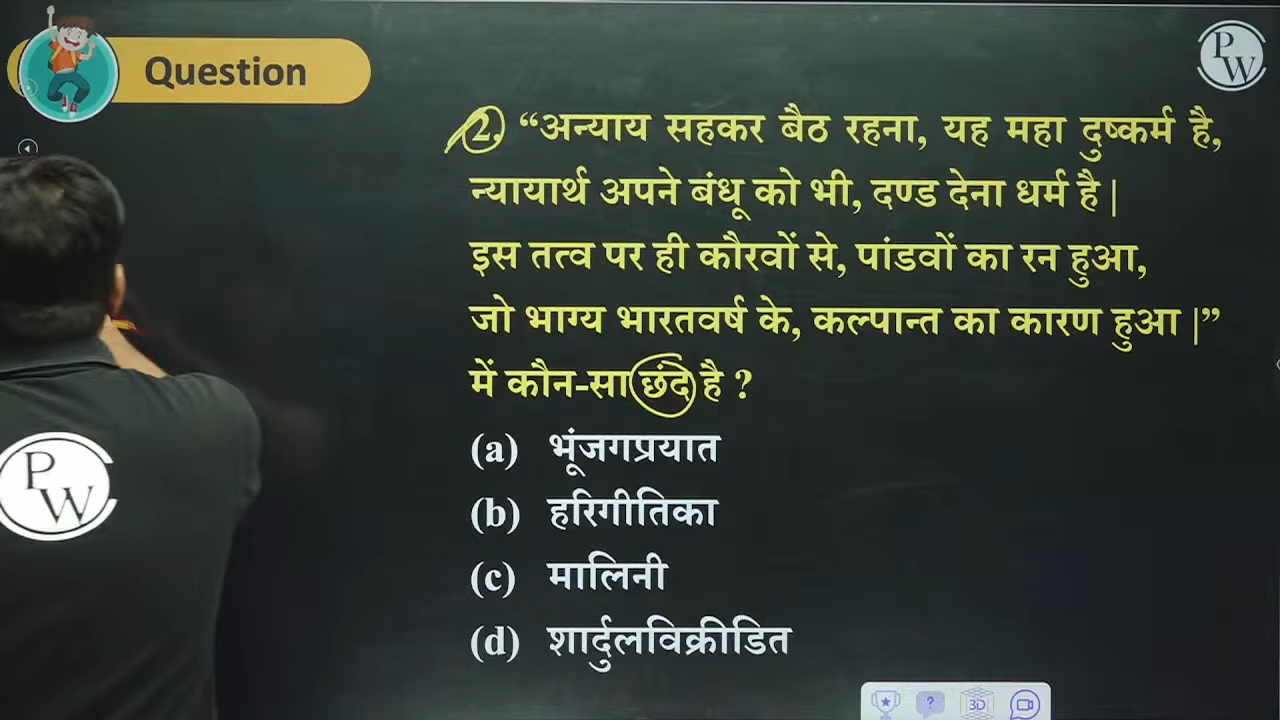 Question
PW
2. “अन्याय सहकर बैठ रहना, यह महा दुष्कर्म है,
न्यायार्थ अपने बंधू को भी, दण्ड देना धर्म है |
इस तत्व पर ही कौरवों से, पांडवों का रन हुआ,
जो भाग्य भारतवर्ष के, कल्पान्त का कारण हुआ |”
में कौन-सा छंद है ?
(a) भूंजगप्रयात
(b) हरिगीतिका
(c) मालिनी
(d) शार्दुलविक्रीडित
PW
?
3D